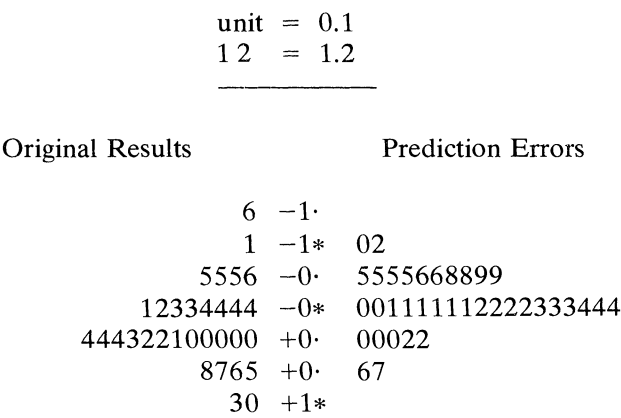 unit = 0.1
1 2 = 1.2
Original Results Prediction Errors
6 −1·
1 −1* 02
5556 −0· 5555668899
12334444 −0* 001111112222333444
444322100000 +0· 00022
8765 +0· 67
30 +1*